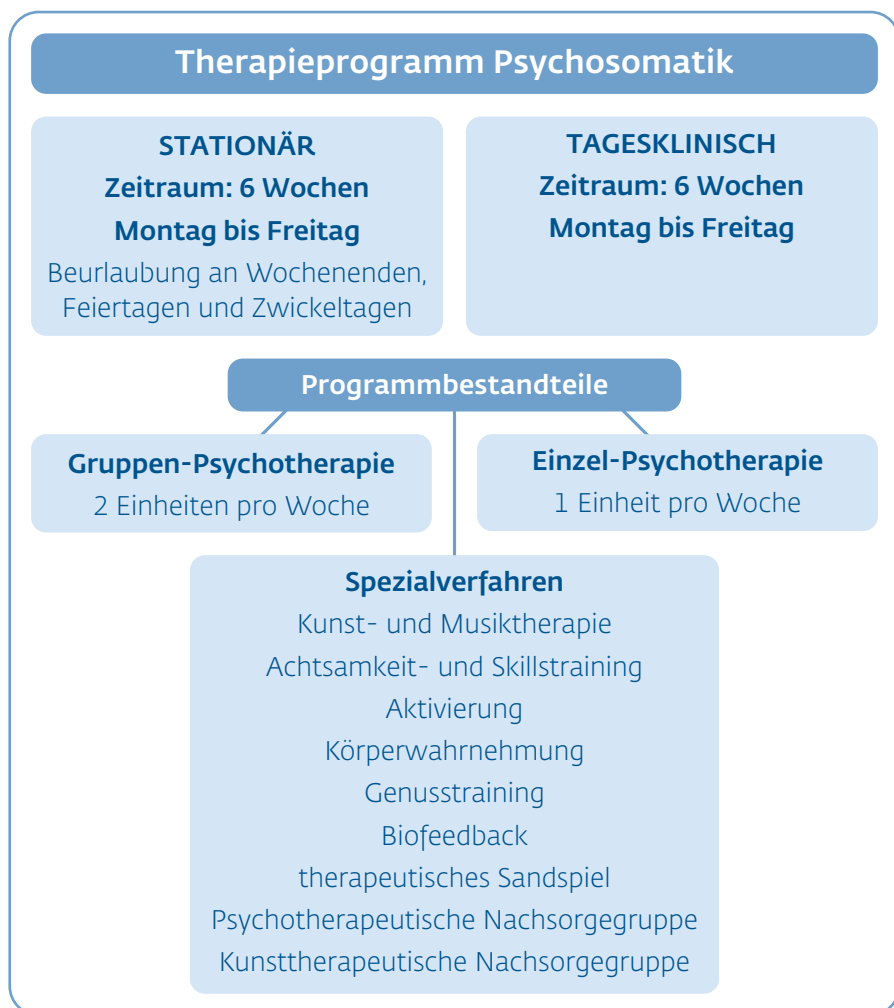 Therapieprogramm Psychosomatik
STATIONÄR
Zeitraum: 6 Wochen
Montag bis Freitag
Beurlaubung an Wochenenden,
Feiertagen und Zwickeltagen
TAGESKLINISCH
Zeitraum: 6 Wochen
Montag bis Freitag
Programmbestandteile
Gruppen-Psychotherapie
2 Einheiten pro Woche
Einzel-Psychotherapie
1 Einheit pro Woche
Spezialverfahren
Kunst- und Musiktherapie
Achtsamkeit- und Skillstraining
Aktivierung
Körperwahrnehmung
Genusstraining
Biofeedback
therapeutisches Sandspiel
Psychotherapeutische Nachsorgegruppe
Kunsttherapeutische Nachsorgegruppe